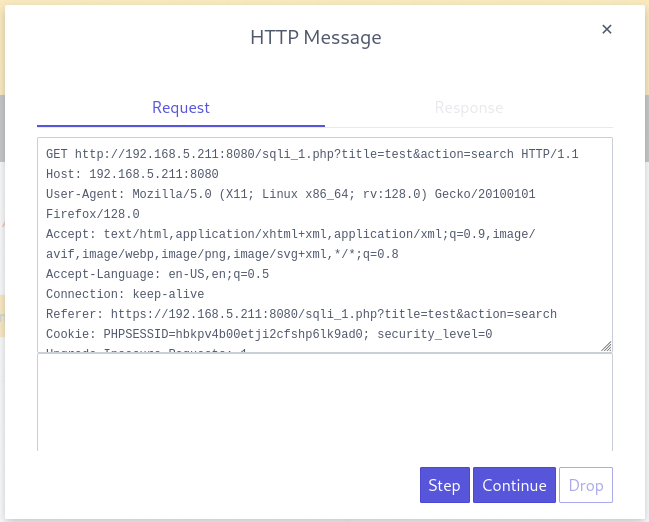 HTTP Message
×
Request
Response
GET http://192.168.5.211:8080/sqli_1.php?title=test&action=search HTTP/1.1
Host: 192.168.5.211:8080
User-Agent: Mozilla/5.0 (X11; Linux x86_64; rv:128.0) Gecko/20100101
Firefox/128.0
Accept: text/html,application/xhtml+xml,application/xml;q=0.9,image/
avif,image/webp,image/png,image/svg+xml,*/*;q=0.8
Accept-Language: en-US,en;q=0.5
Connection: keep-alive
Referer: https://192.168.5.211:8080/sqli_1.php?title=test&action=search
Cookie: PHPSESSID=hbkpv4b00etji2cfshp6lk9ad0; security_level=0
Upgrade-Insecure-Requests: 1
Step
Continue
Drop